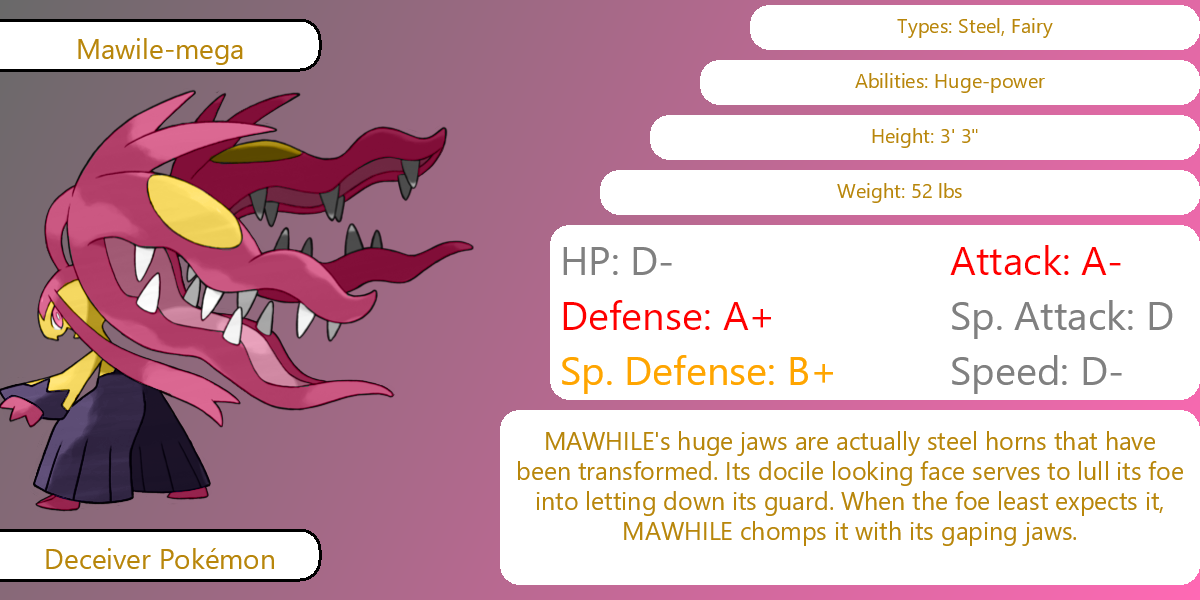 Mawile-mega
Types: Steel, Fairy
Abilities: Huge-power
Height: 3' 3"
Weight: 52 lbs
HP: D-
Attack: A-
Defense: A+
Sp. Attack: D
Sp. Defense: B+
Speed: D-
MAWHILE's huge jaws are actually steel horns that have
been transformed. Its docile looking face serves to lull its foe
into letting down its guard. When the foe least expects it,
MAWHILE chomps it with its gaping jaws.
Deceiver Pokémon